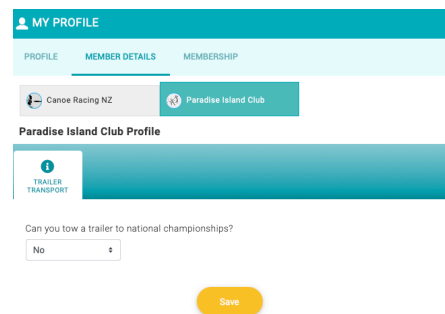 MY PROFILE
PROFILE MEMBER DETAILS MEMBERSHIP
Canoe Racing NZ Paradise Island Club
Paradise Island Club Profile
TRAILER
TRANSPORT
Can you tow a trailer to national championships?
No
Save